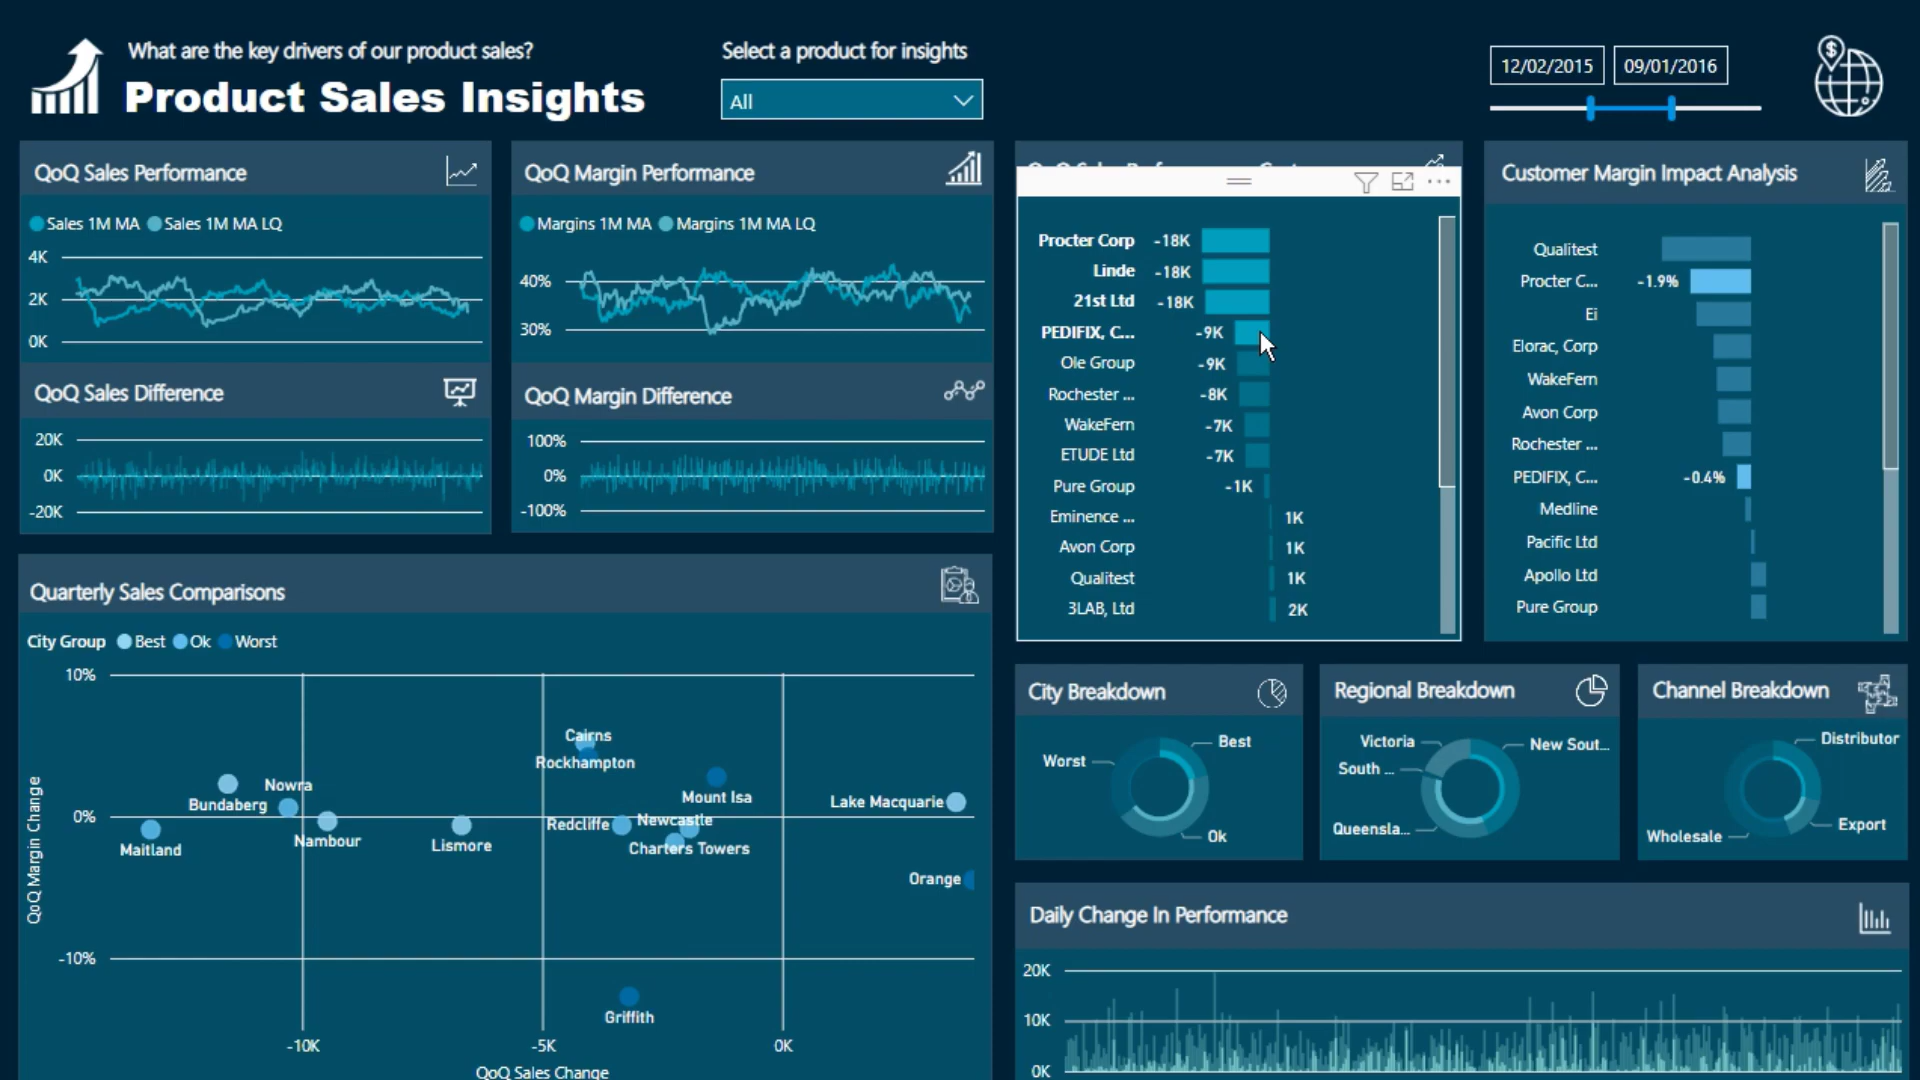 What are the key drivers of our product sales?
Product Sales Insights
Select a product for insights
All
12/02/2015
09/01/2016
QoQ Sales Performance
Sales 1M MA
Sales 1M MA LQ
4K
2K
0K
QoQ Sales Difference
20K
0K
-20K
QoQ Margin Performance
Margins 1M MA
Margins 1M MA LQ
40%
30%
QoQ Margin Difference
100%
0%
-100%
Procter Corp -18K
Linde -18K
21st Ltd -18K
PEDIFIX, C... -9K
Ole Group -9K
Rochester ... -8K
WakeFern -7K
ETUDE Ltd -7K
Pure Group -1K
Eminence ... 1K
Avon Corp 1K
Qualitest 1K
3LAB, Ltd 2K
Customer Margin Impact Analysis
Qualitest
Procter C... -1.9%
Ei
Elorac, Corp
WakeFern
Avon Corp
Rochester ...
PEDIFIX, C... -0.4%
Medline
Pacific Ltd
Apollo Ltd
Pure Group
Quarterly Sales Comparisons
City Group Best Ok Worst
10%
0%
-10%
QoQ Margin Change
Cairns
Rockhampton
Nowra
Bundaberg
Mount Isa
Lake Macquarie
Maitland
Nambour
Lismore
Redcliffe
Newcastle
Charters Towers
Orange
Griffith
-10K
-5K
0K
QoQ Sales Change
City Breakdown
Best
Worst
Ok
Regional Breakdown
Victoria
New Sout...
South ...
Queensla...
Channel Breakdown
Distributor
Export
Wholesale
Daily Change In Performance
20K
10K
0K